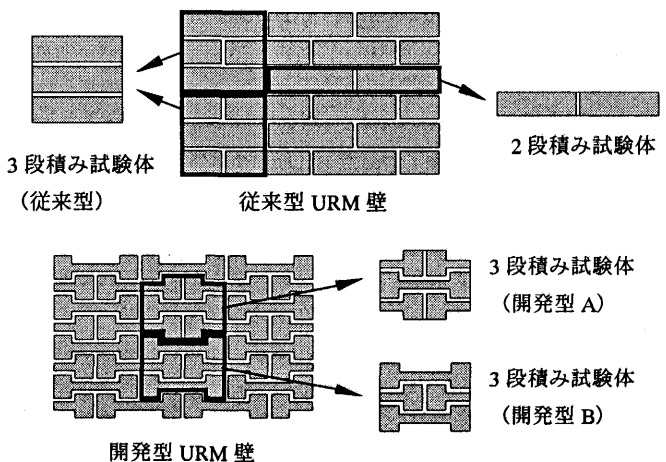 3 段積み試験体
（従来型）
従来型 URM 壁
2 段積み試験体
3 段積み試験体
（開発型 A）
3 段積み試験体
（開発型 B）
開発型 URM 壁